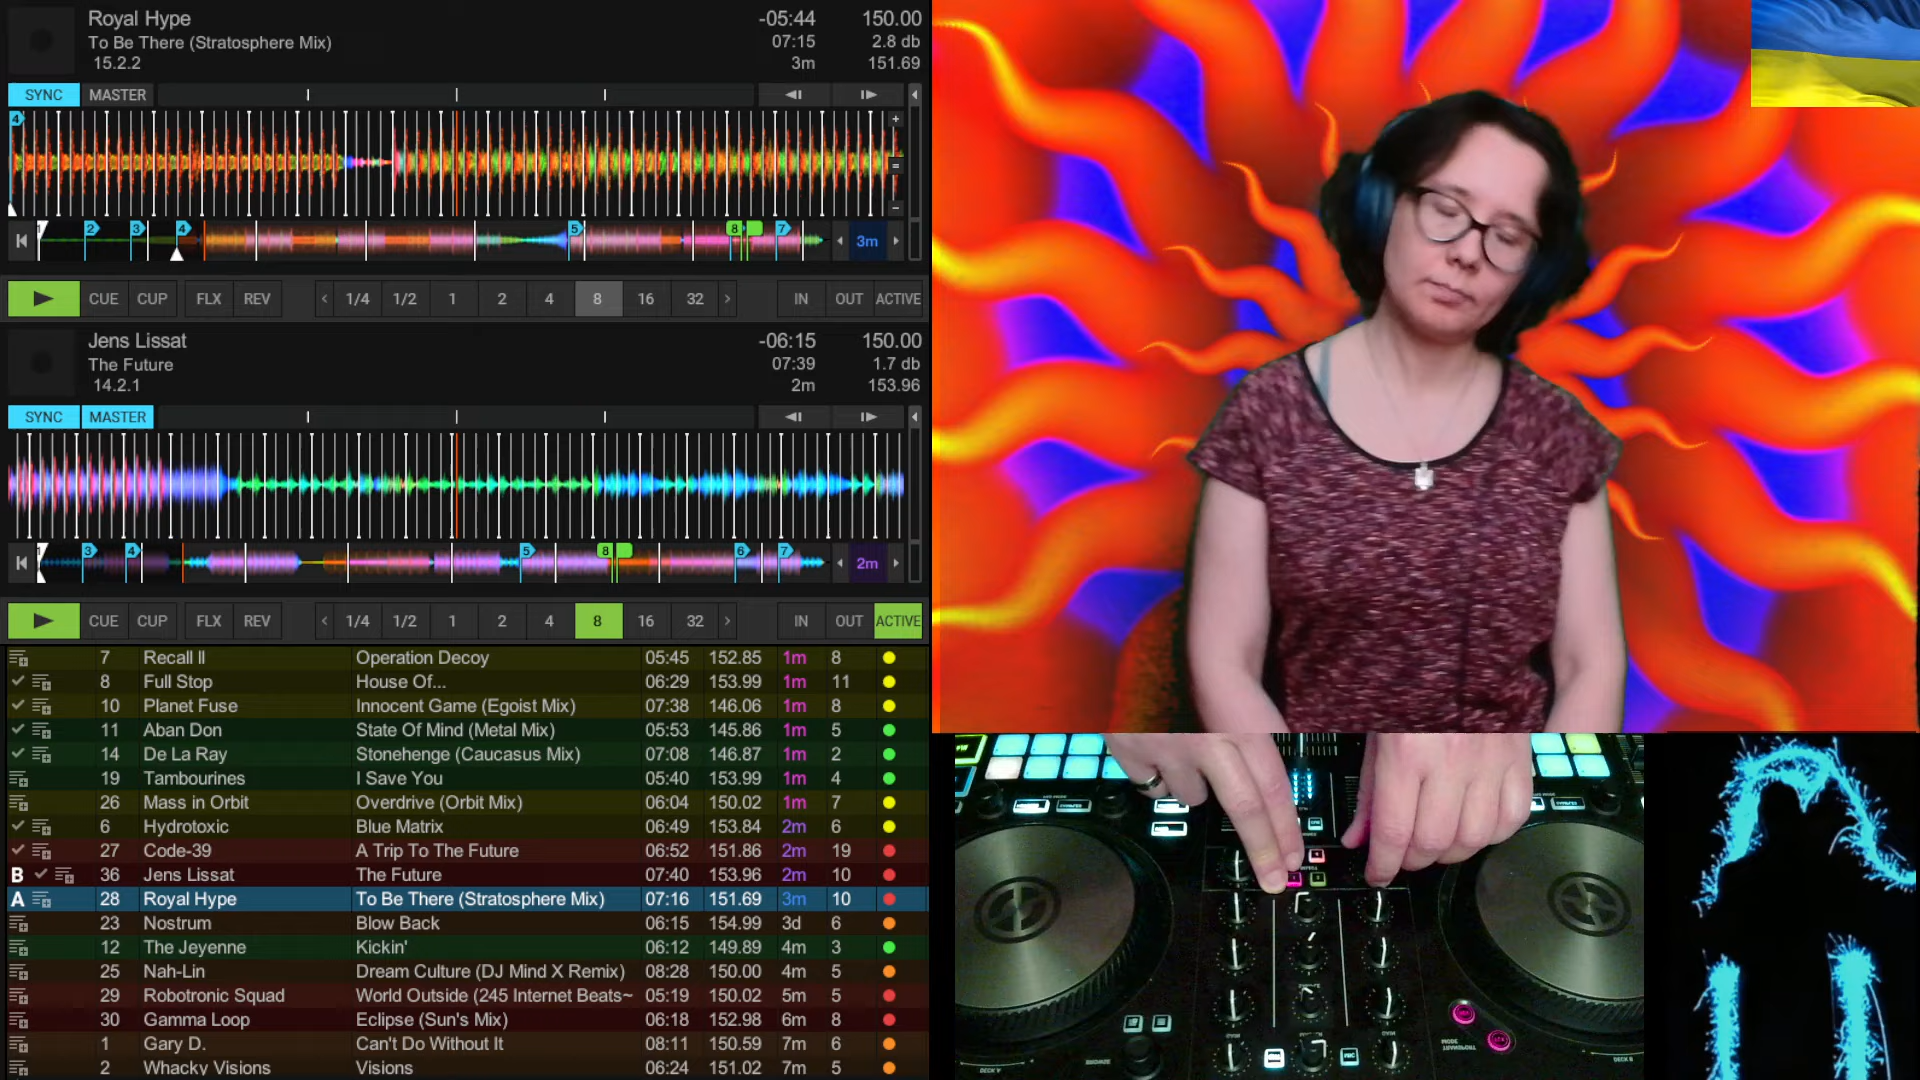 Royal Hype -05:44 150.00
To Be There (Stratosphere Mix) 07:15 2.8 db
15.2.2 3m 151.69
SYNC MASTER
4
1 2 3 4 5 8 7 3m
CUE CUP FLX REV 1/4 1/2 1 2 4 8 16 32 IN OUT ACTIVE
Jens Lissat -06:15 150.00
The Future 07:39 1.7 db
14.2.1 2m 153.96
SYNC MASTER
1 3 4 5 8 6 7 2m
CUE CUP FLX REV 1/4 1/2 1 2 4 8 16 32 IN OUT ACTIVE
7 Recall II Operation Decoy 05:45 152.85 1m 8
8 Full Stop House Of... 06:29 153.99 1m 11
10 Planet Fuse Innocent Game (Egoist Mix) 07:38 146.06 1m 8
11 Aban Don State Of Mind (Metal Mix) 05:53 145.86 1m 5
14 De La Ray Stonehenge (Caucasus Mix) 07:08 146.87 1m 2
19 Tambourines I Save You 05:40 153.99 1m 4
26 Mass in Orbit Overdrive (Orbit Mix) 06:04 150.02 1m 7
6 Hydrotoxic Blue Matrix 06:49 153.84 2m 6
27 Code-39 A Trip To The Future 06:52 151.86 2m 19
B 36 Jens Lissat The Future 07:40 153.96 2m 10
A 28 Royal Hype To Be There (Stratosphere Mix) 07:16 151.69 3m 10
23 Nostrum Blow Back 06:15 154.99 3d 6
12 The Jeyenne Kickin' 06:12 149.89 4m 3
25 Nah-Lin Dream Culture (DJ Mind X Remix) 08:28 150.00 4m 5
29 Robotronic Squad World Outside (245 Internet Beats~ 05:19 150.02 5m 5
30 Gamma Loop Eclipse (Sun's Mix) 06:18 152.98 6m 8
1 Gary D. Can't Do Without It 08:11 150.59 7m 6
2 Whacky Visions Visions 06:24 151.02 7m 5